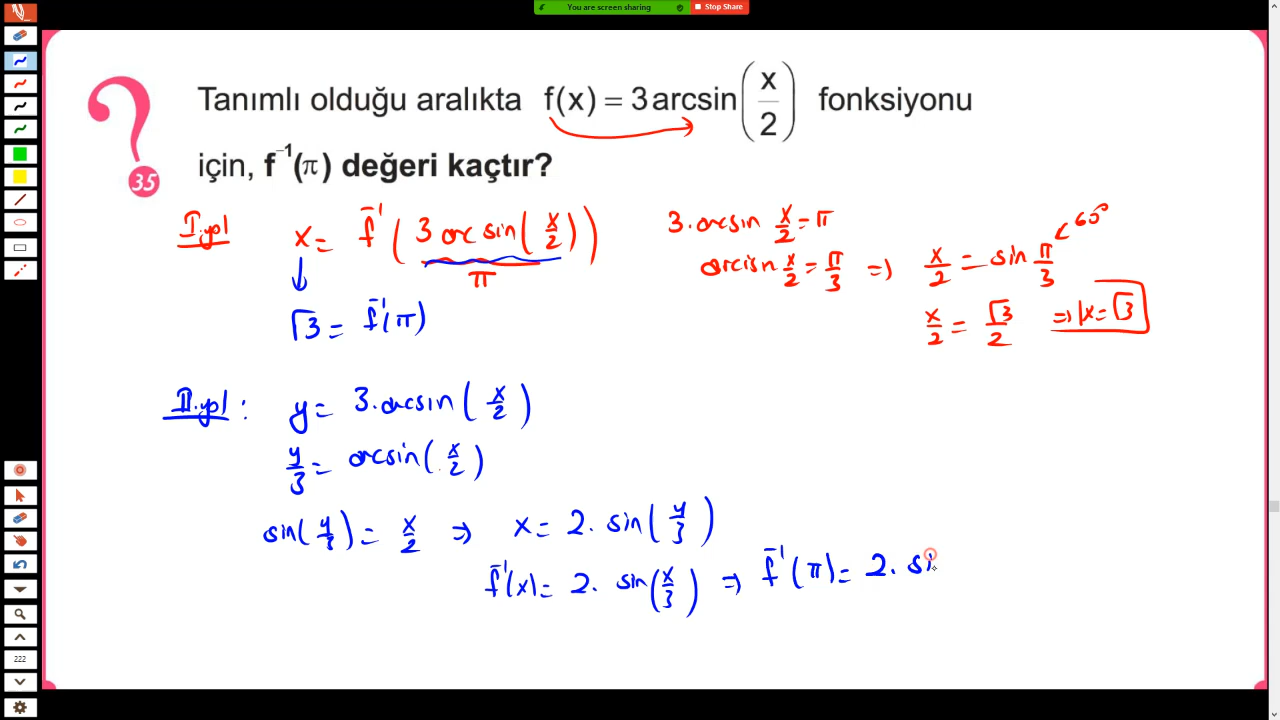 You are screen sharing Stop Share
Tanımlı olduğu aralıkta f(x) = 3 arcsin(x/2) fonksiyonu
için, f⁻¹(π) değeri kaçtır?
35
I.yol x = f⁻¹(3 arcsin(x/2))
π
√3 = f⁻¹(π)
3.arcsin x/2 = π
arcisn x/2 = π/3 => x/2 = sin π/3 < 60°
x/2 = √3/2 => x = √3
II.yol : y = 3.arcsin(x/2)
y/3 = arcsin(x/2)
sin(y/3) = x/2 => x = 2. sin(y/3)
f⁻¹(x) = 2. sin(x/3) => f⁻¹(π) = 2. si
222